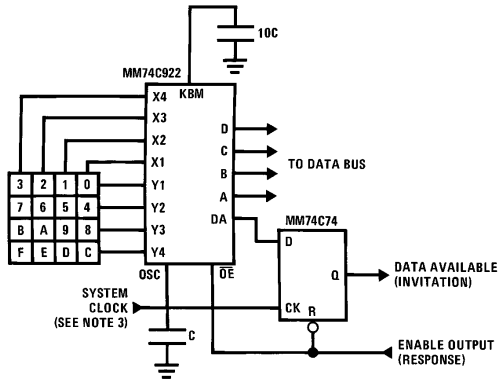 10C
MM74C922
KBM
X4
X3
X2
X1
Y1
Y2
Y3
Y4
D
C
B
A
DA
TO DATA BUS
3 2 1 0
7 6 5 4
B A 9 8
F E D C
OSC
OE
MM74C74
D
Q
CK
R
DATA AVAILABLE
(INVITATION)
SYSTEM
CLOCK
(SEE NOTE 3)
C
ENABLE OUTPUT
(RESPONSE)